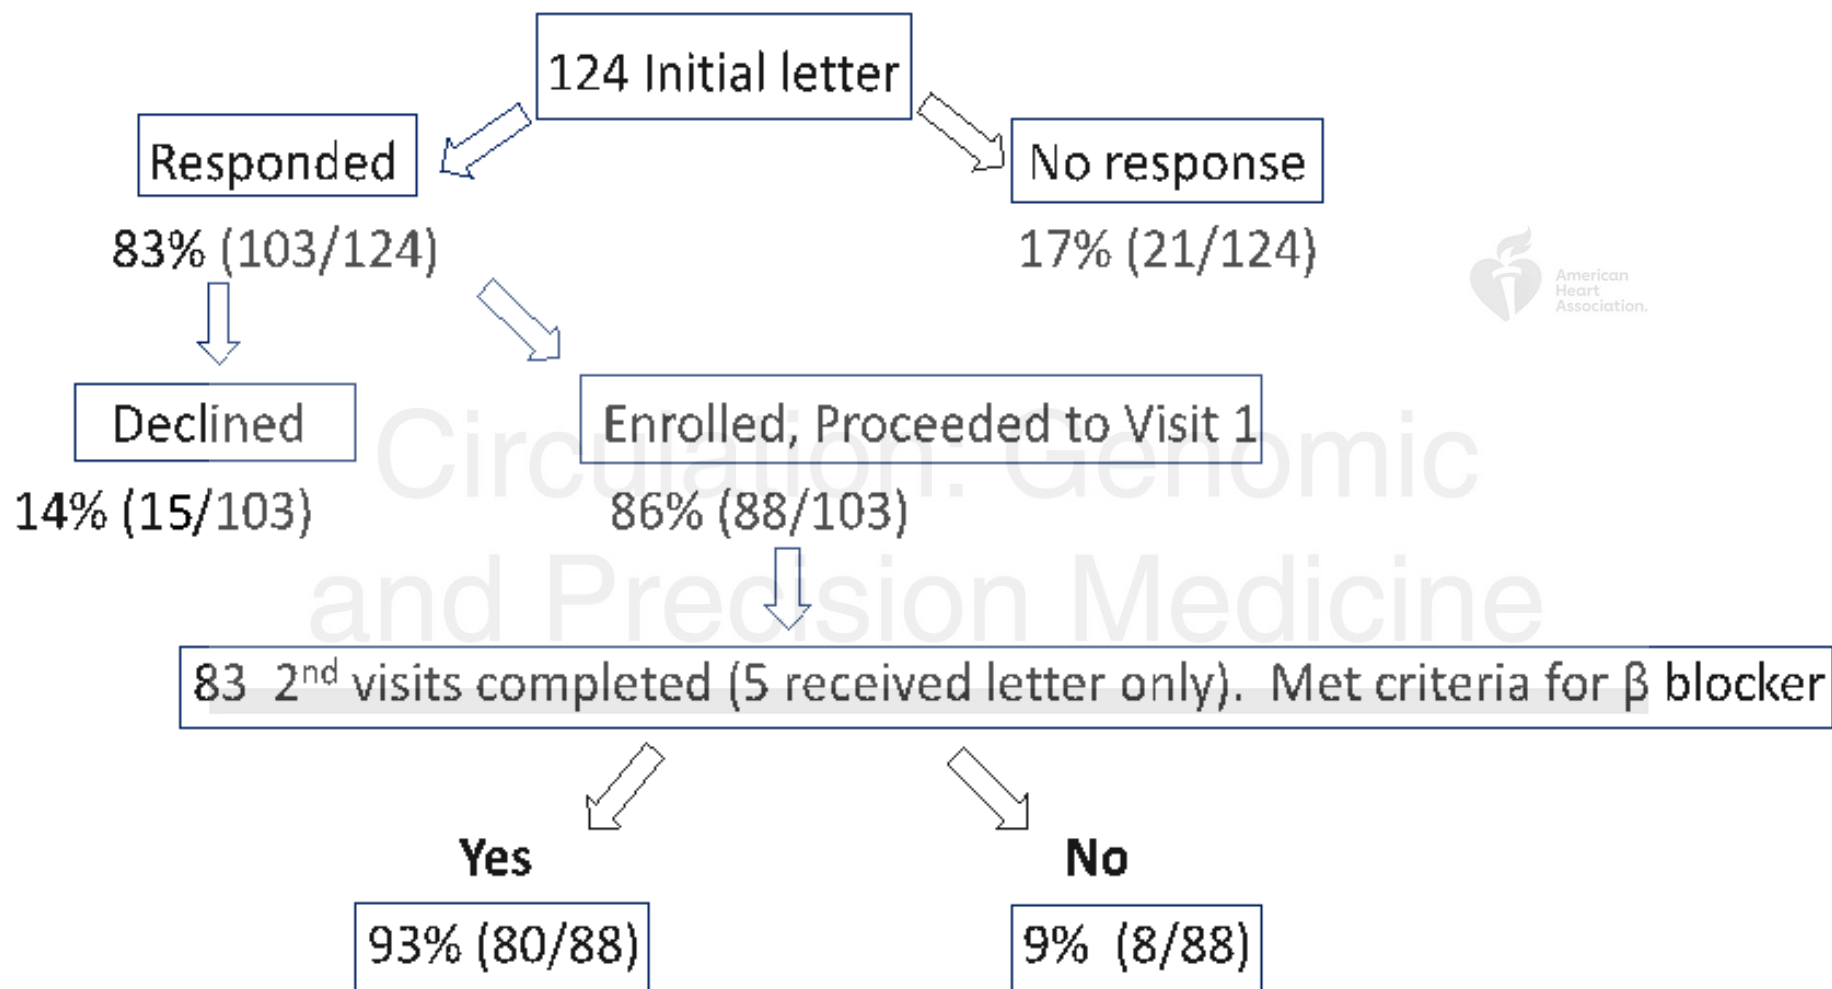 124 Initial letter
Responded
No response
83% (103/124)
17% (21/124)
American
Heart
Association.
Declined
Enrolled, Proceeded to Visit 1
Circulation: Genomic
14% (15/103)
86% (88/103)
and Precision Medicine
83 2nd visits completed (5 received letter only). Met criteria for β blocker
Yes
No
93% (80/88)
9% (8/88)